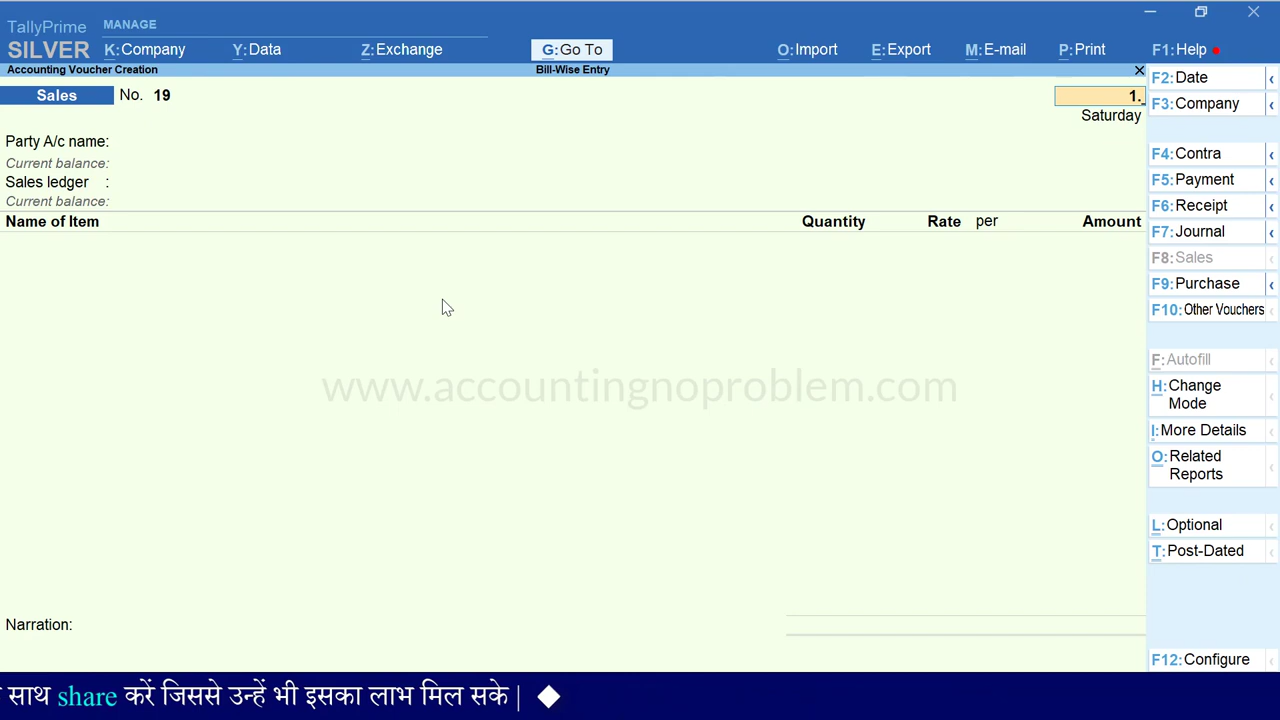 TallyPrime MANAGE
SILVER K:Company Y:Data Z:Exchange G:Go To O:Import E:Export M:E-mail P:Print F1:Help
Accounting Voucher Creation Bill-Wise Entry
Sales No. 19 1.
Saturday
Party A/c name:
Current balance:
Sales ledger :
Current balance:
Name of Item Quantity Rate per Amount
www.accountingnoproblem.com
Narration:
F2:Date
F3:Company
F4:Contra
F5:Payment
F6:Receipt
F7:Journal
F8:Sales
F9:Purchase
F10:Other Vouchers
F:Autofill
H:Change
Mode
I:More Details
O:Related
Reports
L:Optional
T:Post-Dated
F12:Configure
साथ share करें जिससे उन्हें भी इसका लाभ मिल सके |